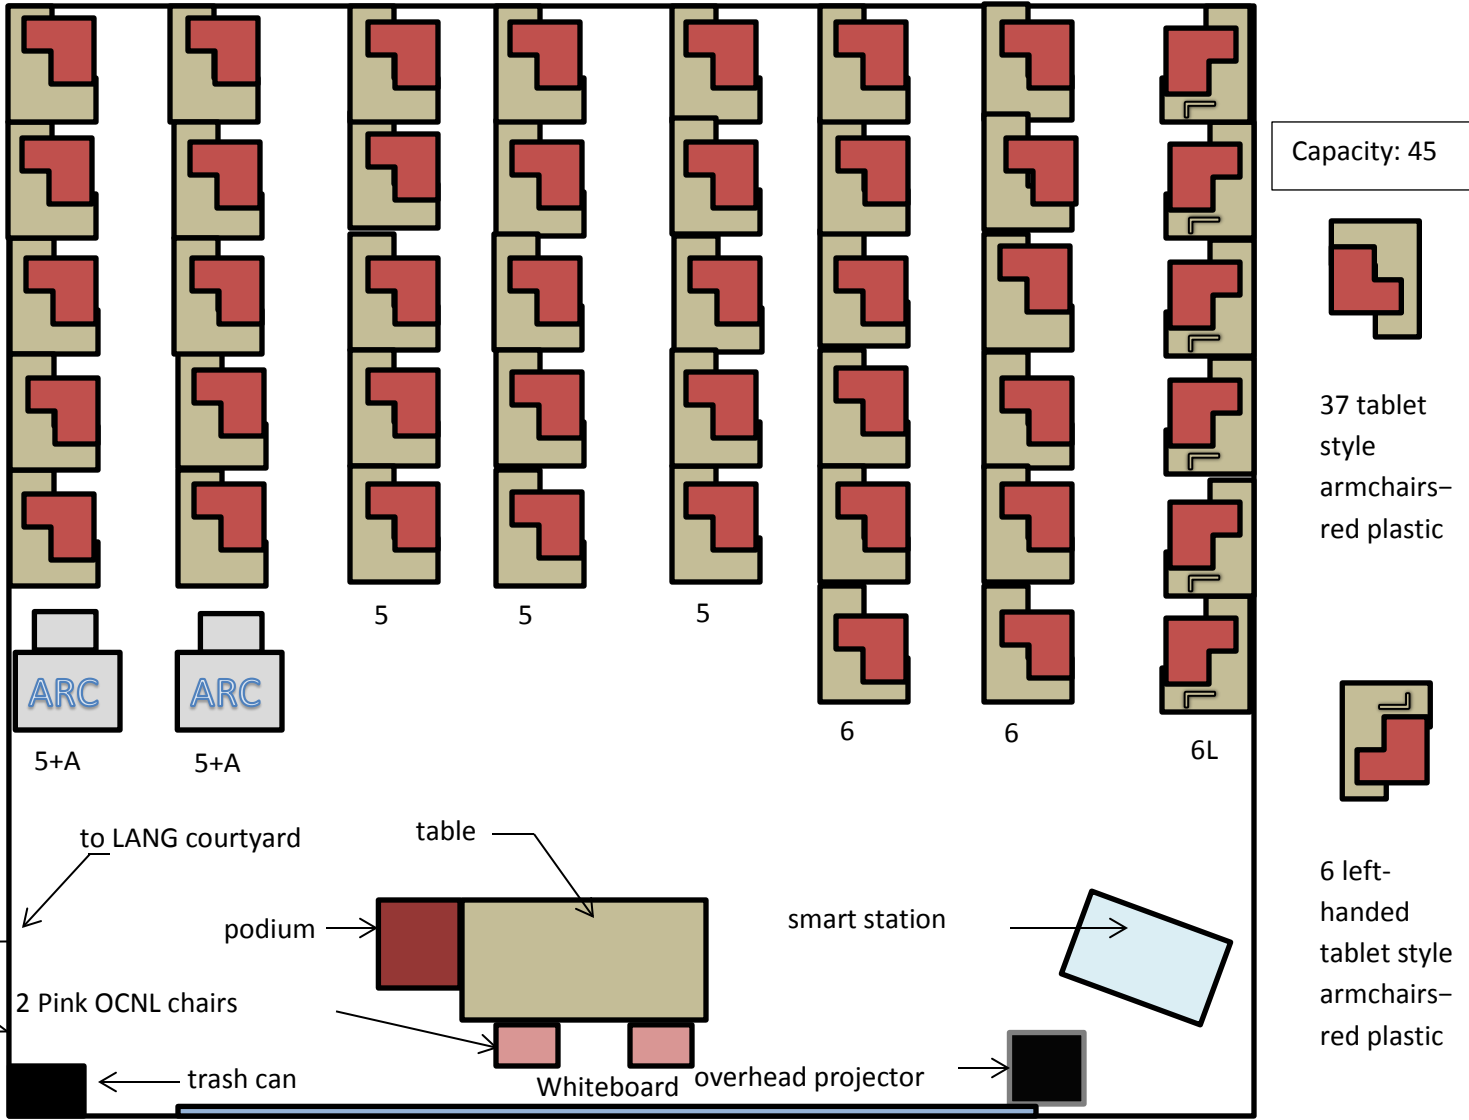 Capacity: 45
37 tablet
style
armchairs–
red plastic
5
5
5
ARC
ARC
5+A
5+A
6
6
6L
to LANG courtyard
table
podium
smart station
2 Pink OCNL chairs
6 left-
handed
tablet style
armchairs–
red plastic
trash can
Whiteboard
overhead projector